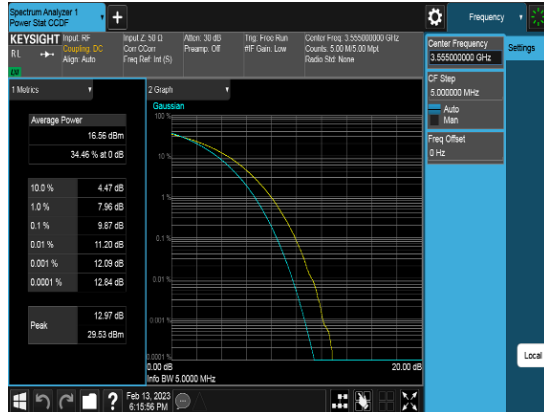 Spectrum Analyzer 1
Power Stat CCDF
+
Frequency
KEYSIGHT
RL
Input: RF
Coupling: DC
Align: Auto
Input Z: 50 Ω
Corr CCorr
Freq Ref: Int (S)
Atten: 30 dB
Preamp: Off
Trig: Free Run
#IF Gain: Low
Center Freq: 3.555000000 GHz
Counts: 5.00 M/5.00 Mpt
Radio Std: None
Center Frequency
3.555000000 GHz
Settings
CF Step
5.000000 MHz
Auto
Man
Freq Offset
0 Hz
1 Metrics
Average Power
16.56 dBm
34.46 % at 0 dB
10.0 % 4.47 dB
1.0 % 7.96 dB
0.1 % 9.87 dB
0.01 % 11.20 dB
0.001 % 12.09 dB
0.0001 % 12.84 dB
Peak 12.97 dB
29.53 dBm
2 Graph
Gaussian
100 %
10 %
1 %
0.1 %
0.01 %
0.001 %
0.0001 %
0.00 dB
20.00 dB
Info BW 5.0000 MHz
Local
?
Feb 13, 2023
6:15:56 PM